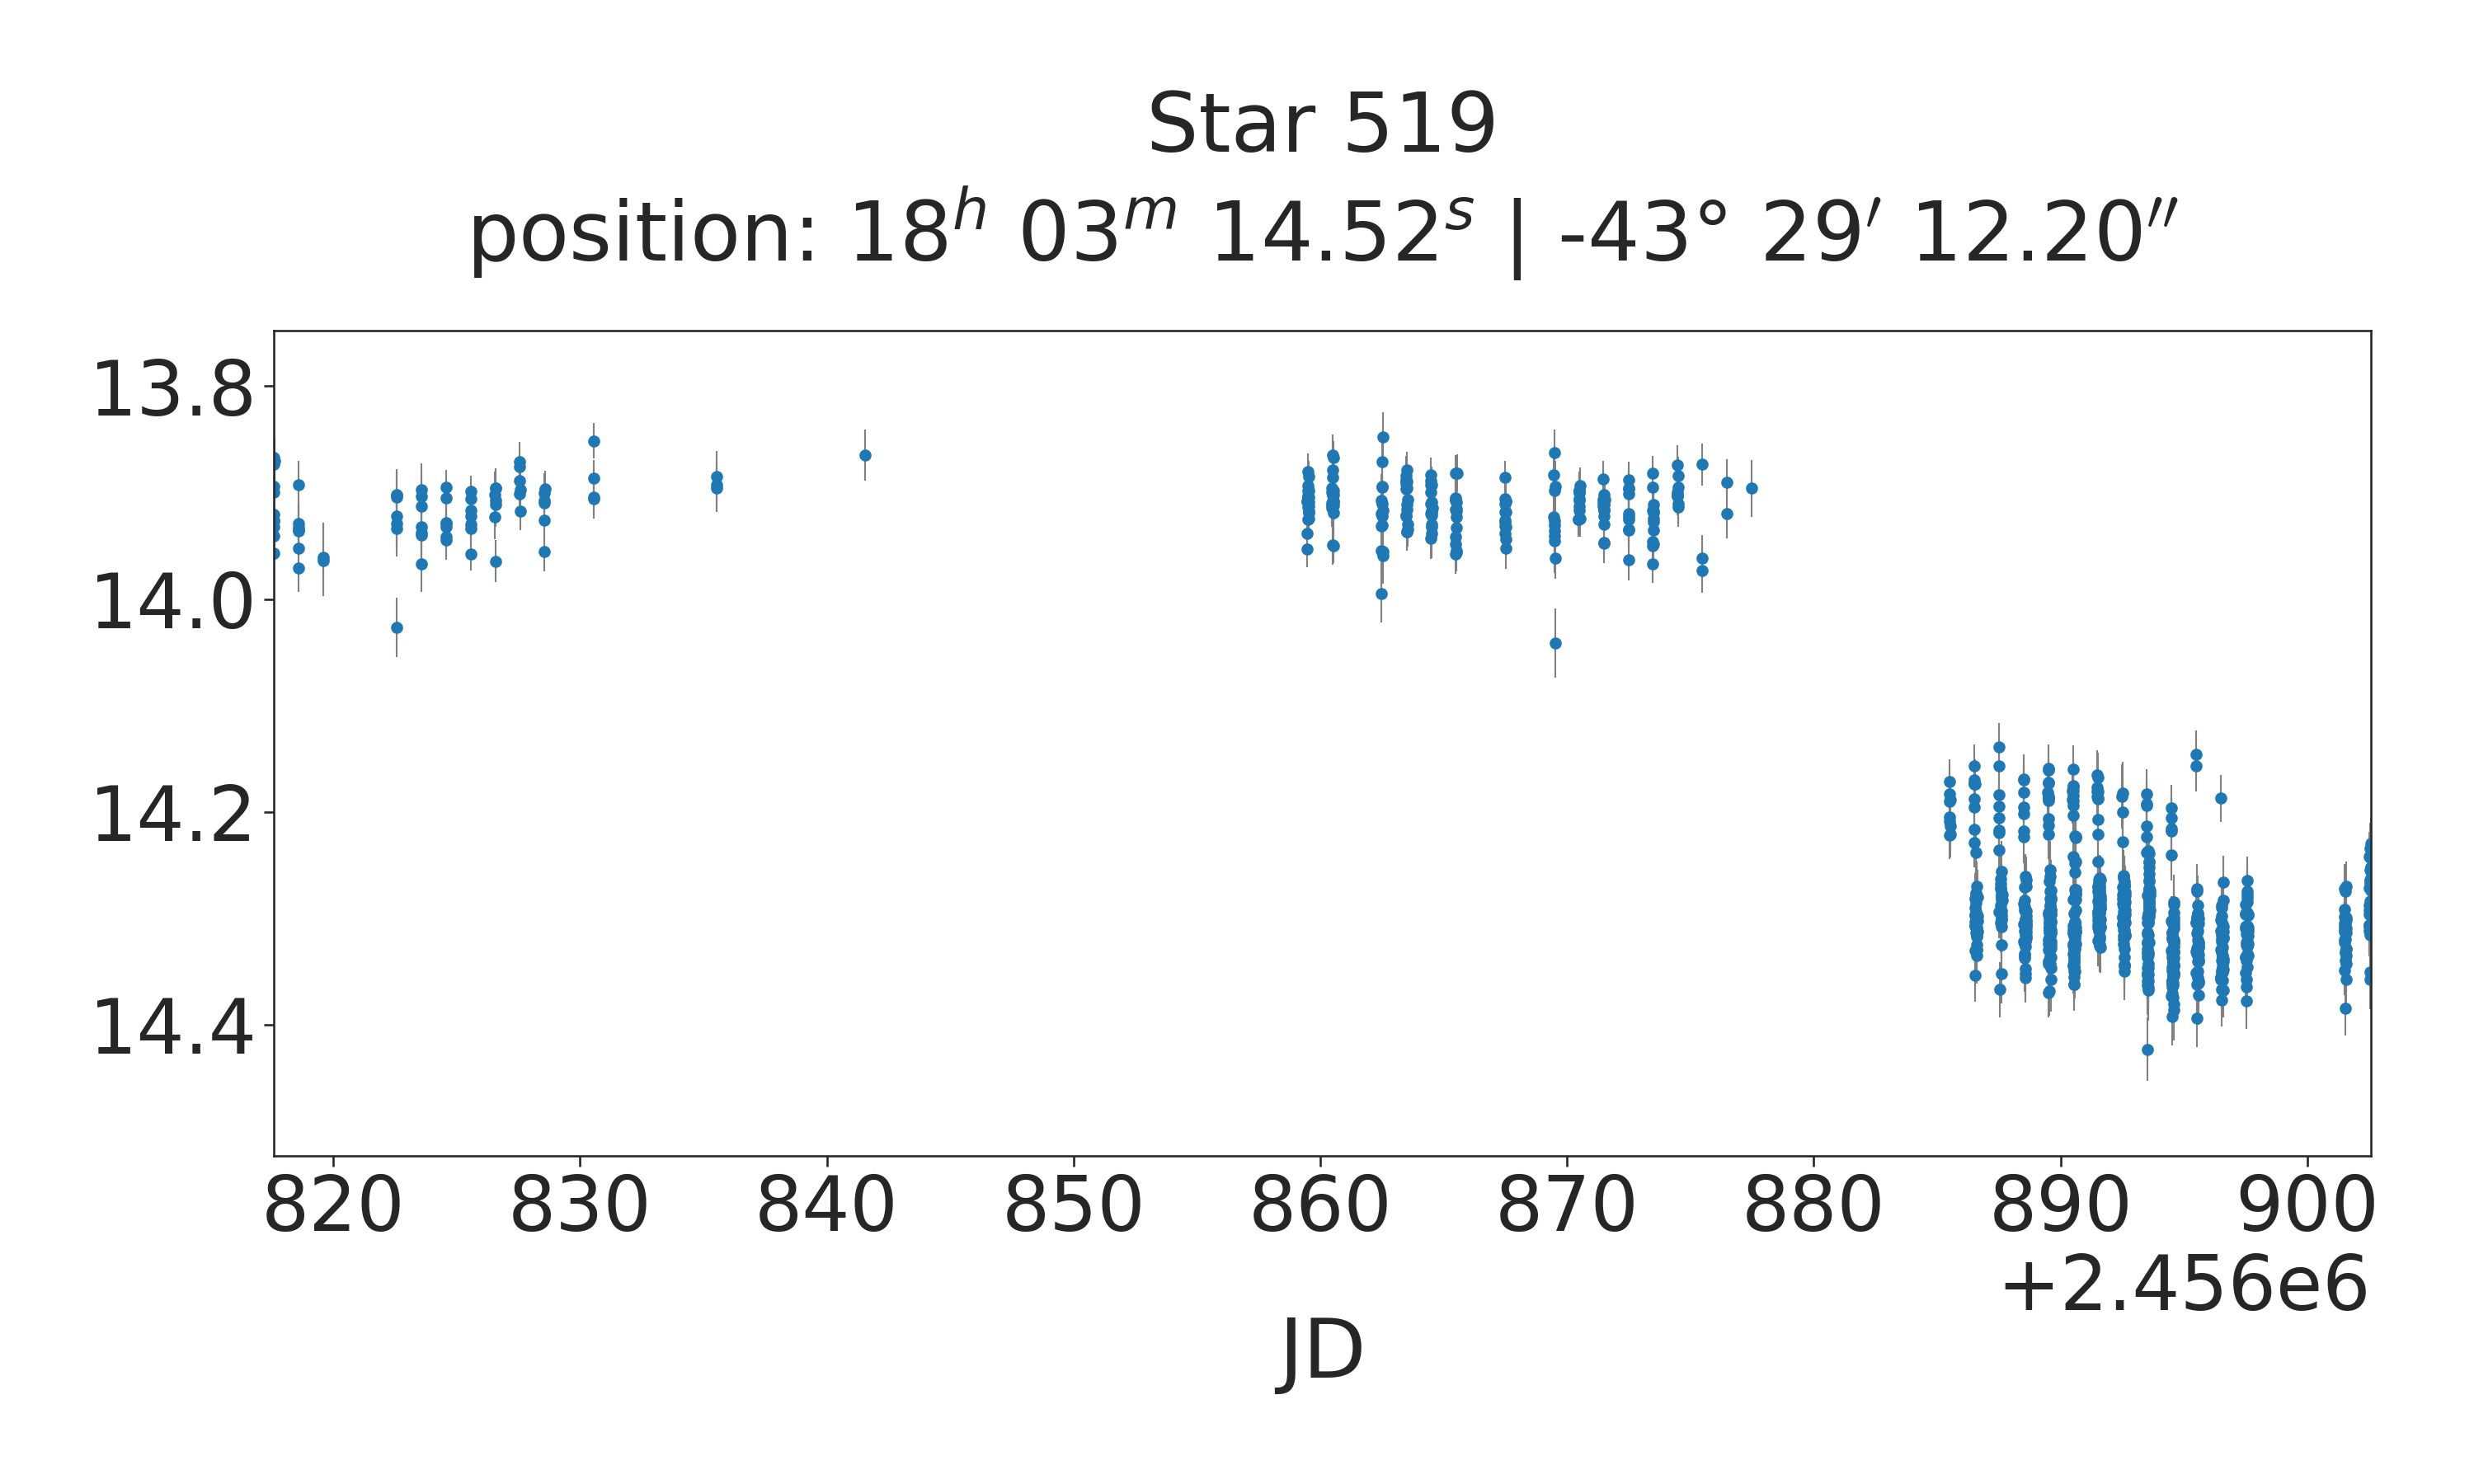 Star 519
position: 18h 03m 14.52s | -43° 29′ 12.20′′
13.8
14.0
14.2
14.4
820 830 840 850 860 870 880 890 900
+2.456e6
JD